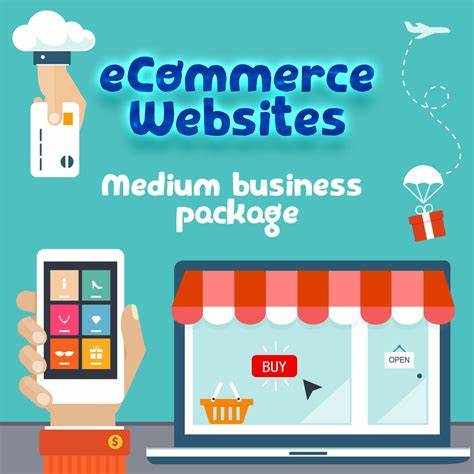 eCommerce
Websites
Medium business
package
BUY
OPEN
$